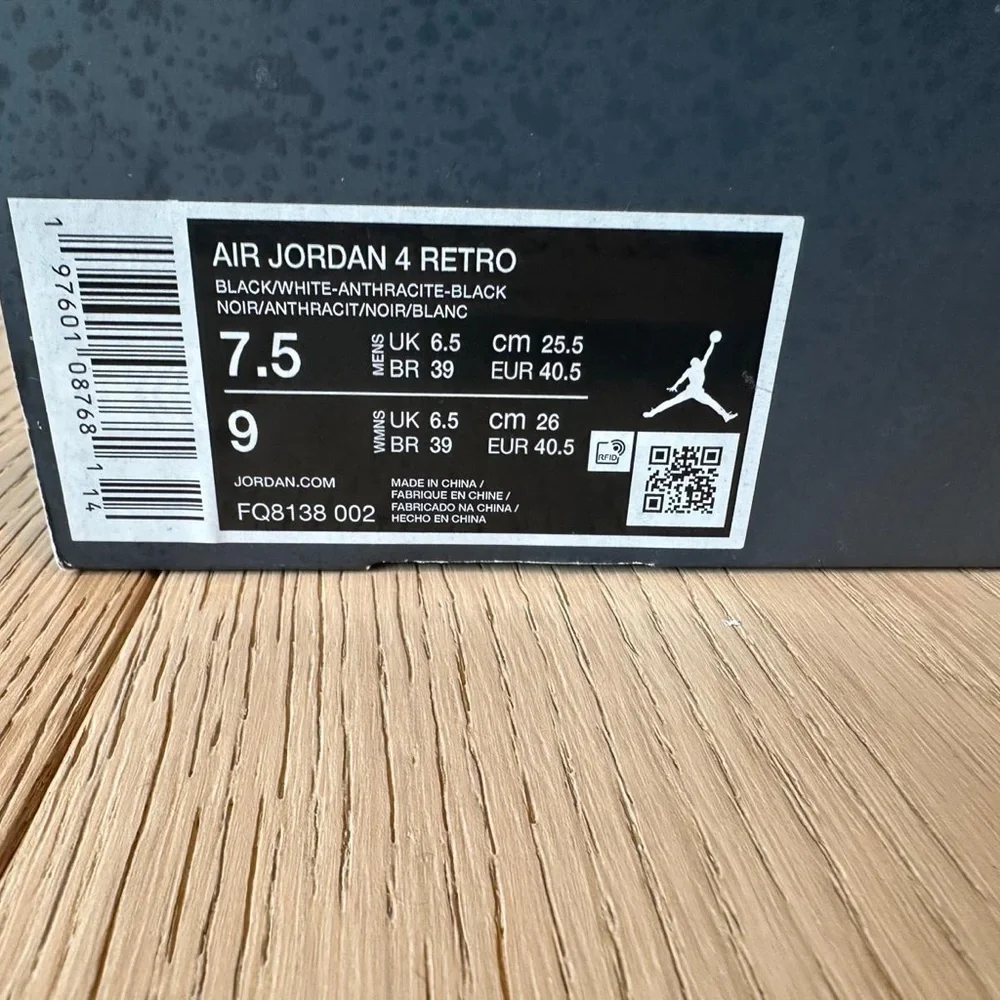 AIR JORDAN 4 RETRO
BLACK/WHITE-ANTHRACITE-BLACK
NOIR/ANTHRACIT/NOIR/BLANC
7.5 MENS UK 6.5 cm 25.5
BR 39 EUR 40.5
9 WMNS UK 6.5 cm 26
BR 39 EUR 40.5
RFID
JORDAN.COM
FQ8138 002
MADE IN CHINA /
FABRIQUE EN CHINE /
FABRICADO NA CHINA /
HECHO EN CHINA
1 97601 08768 1 14